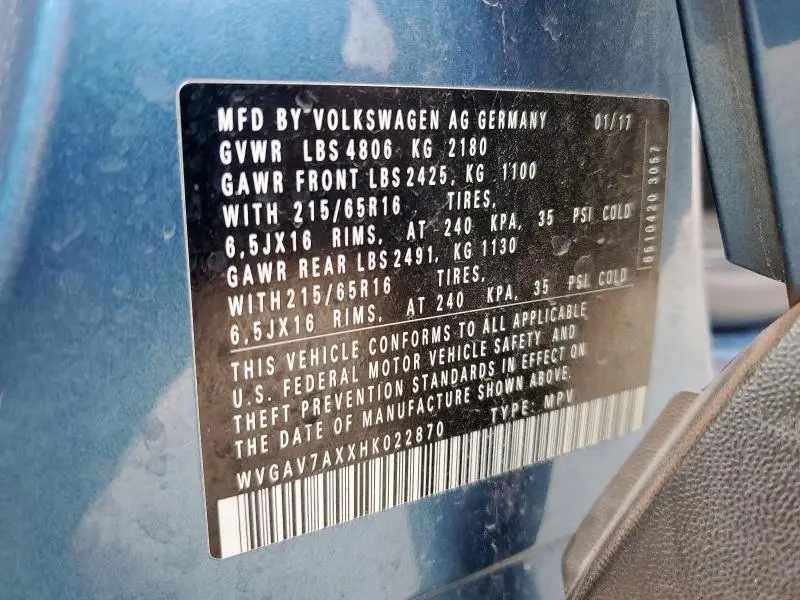 MFD BY VOLKSWAGEN AG GERMANY 01/17
GVWR LBS 4806 KG 2180
GAWR FRONT LBS 2425, KG 1100
WITH 215/65R16 TIRES,
6,5JX16 RIMS, AT 240 KPA, 35 PSI COLD
GAWR REAR LBS 2491, KG 1130
WITH 215/65R16 TIRES,
6,5JX16 RIMS, AT 240 KPA, 35 PSI COLD
THIS VEHICLE CONFORMS TO ALL APPLICABLE
U.S. FEDERAL MOTOR VEHICLE SAFETY AND
THEFT PREVENTION STANDARDS IN EFFECT ON
THE DATE OF MANUFACTURE SHOWN ABOVE.
WVGAV7AXXHK022870 TYPE: MPV
8610420 3057